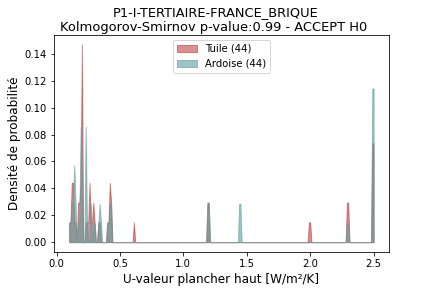 P1-I-TERTIAIRE-FRANCE_BRIQUE
Kolmogorov-Smirnov p-value:0.99 - ACCEPT H0
Tuile (44)
Ardoise (44)
Densité de probabilité
0.14
0.12
0.10
0.08
0.06
0.04
0.02
0.00
0.0 0.5 1.0 1.5 2.0 2.5
U-valeur plancher haut [W/m²/K]